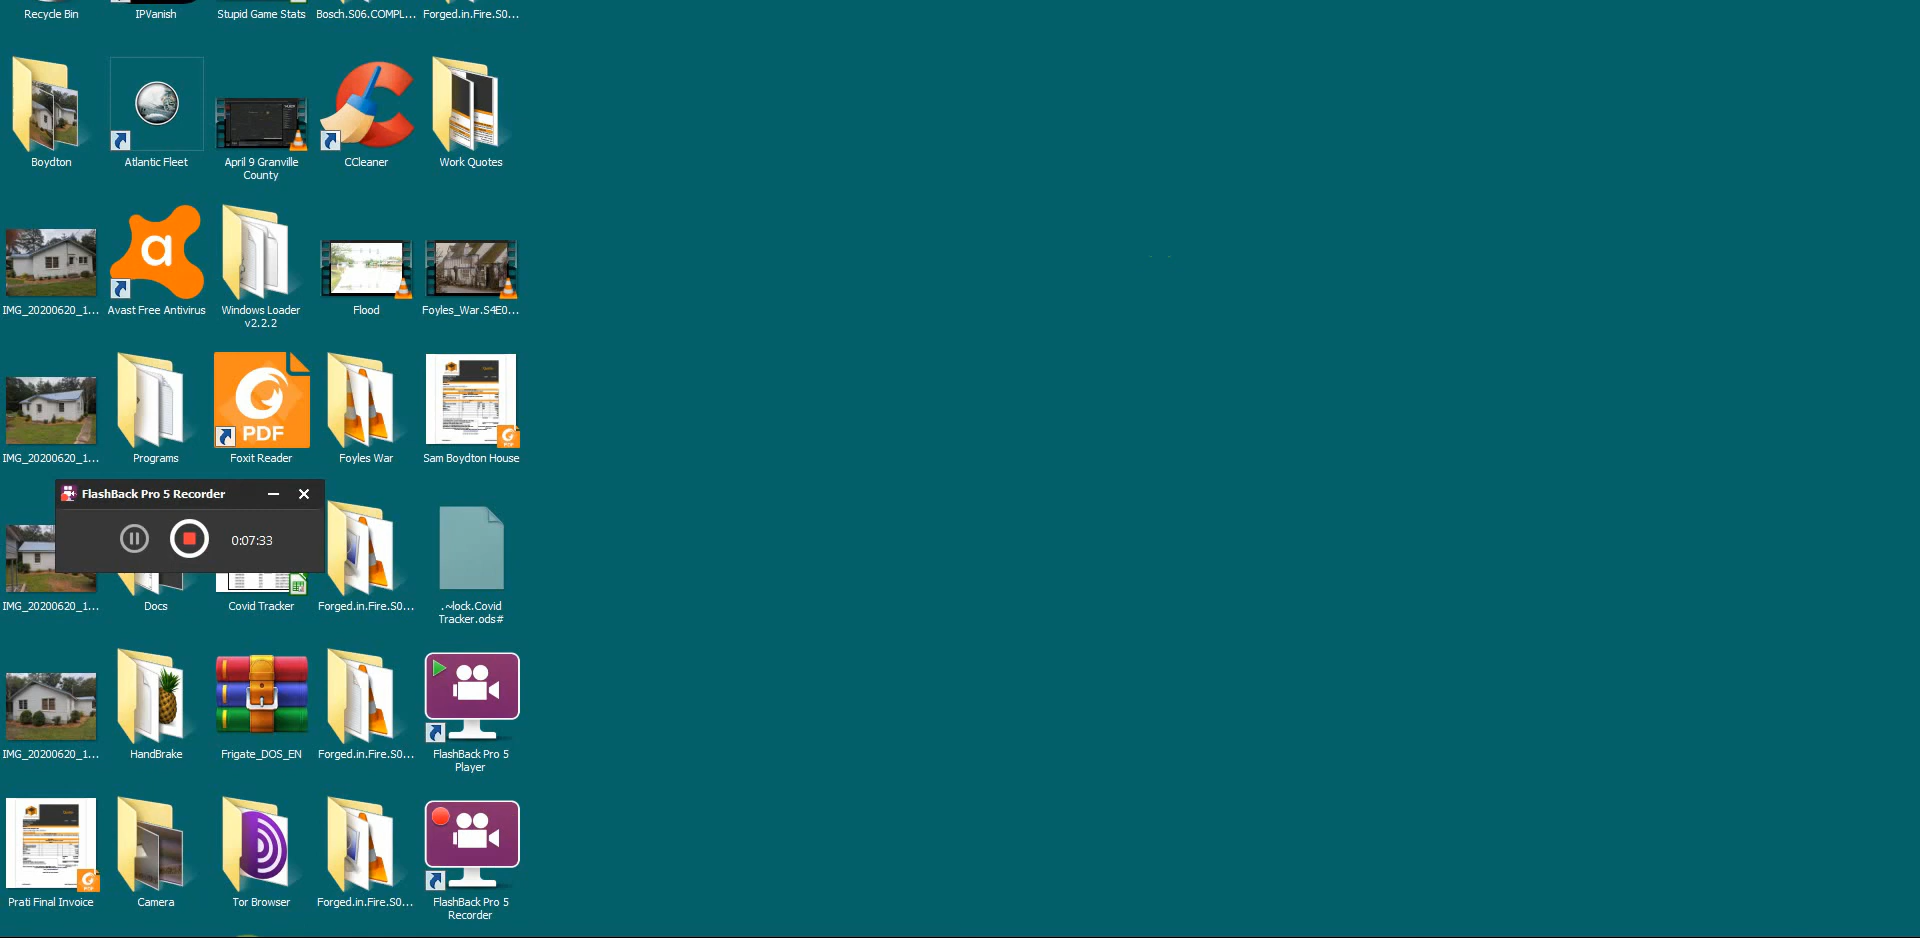 Recycle Bin
IPVanish
Stupid Game Stats
Bosch.S06.COMPL...
Forged.in.Fire.S0...
Boydton
Atlantic Fleet
April 9 Granville
County
CCleaner
Work Quotes
IMG_20200620_1...
a
Avast Free Antivirus
Windows Loader
v2.2.2
Flood
Foyles_War.S4E0...
IMG_20200620_1...
Programs
PDF
Foxit Reader
Foyles War
Sam Boydton House
FlashBack Pro 5 Recorder
0:07:33
IMG_20200620_1...
Docs
Covid Tracker
Forged.in.Fire.S0...
.~lock.Covid
Tracker.ods#
IMG_20200620_1...
HandBrake
Frigate_DOS_EN
Forged.in.Fire.S0...
FlashBack Pro 5
Player
Prati Final Invoice
Camera
Tor Browser
Forged.in.Fire.S0...
FlashBack Pro 5
Recorder